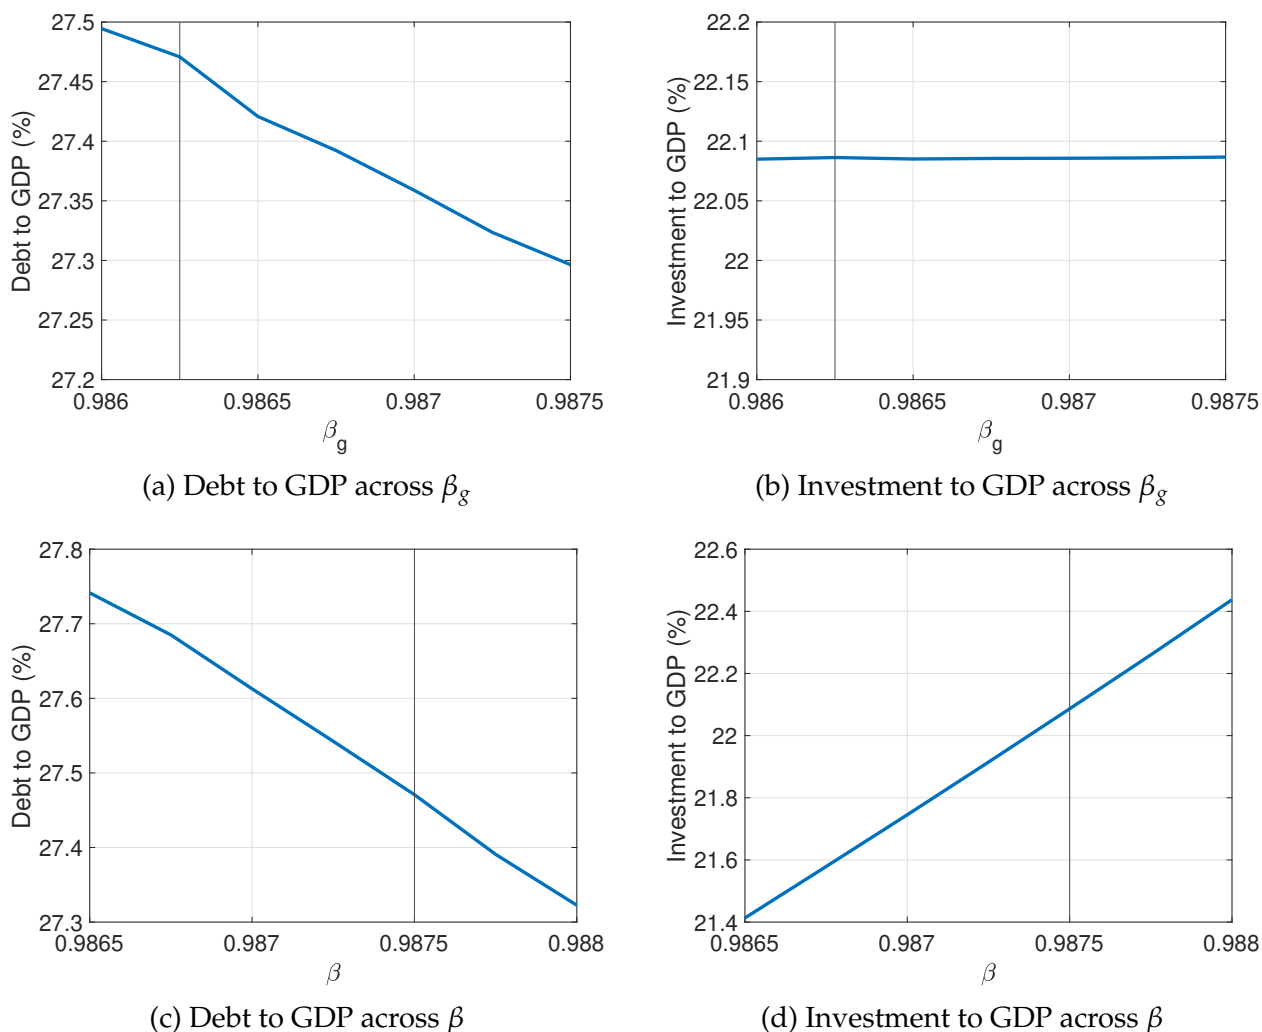 27.5
27.45
27.4
27.35
27.3
27.25
27.2
Debt to GDP (%)
0.986 0.9865 0.987 0.9875
β_g
(a) Debt to GDP across β_g
22.2
22.15
22.1
22.05
22
21.95
21.9
Investment to GDP (%)
0.986 0.9865 0.987 0.9875
β_g
(b) Investment to GDP across β_g
27.8
27.7
27.6
27.5
27.4
27.3
Debt to GDP (%)
0.9865 0.987 0.9875 0.988
β
(c) Debt to GDP across β
22.6
22.4
22.2
22
21.8
21.6
21.4
Investment to GDP (%)
0.9865 0.987 0.9875 0.988
β
(d) Investment to GDP across β